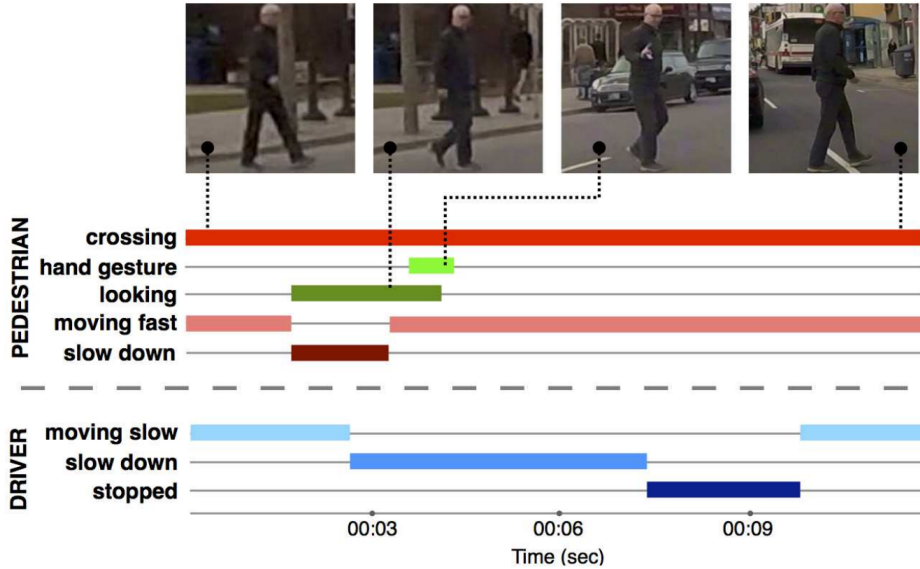 PEDESTRIAN
crossing
hand gesture
looking
moving fast
slow down
DRIVER
moving slow
slow down
stopped
00:03 00:06 00:09
Time (sec)